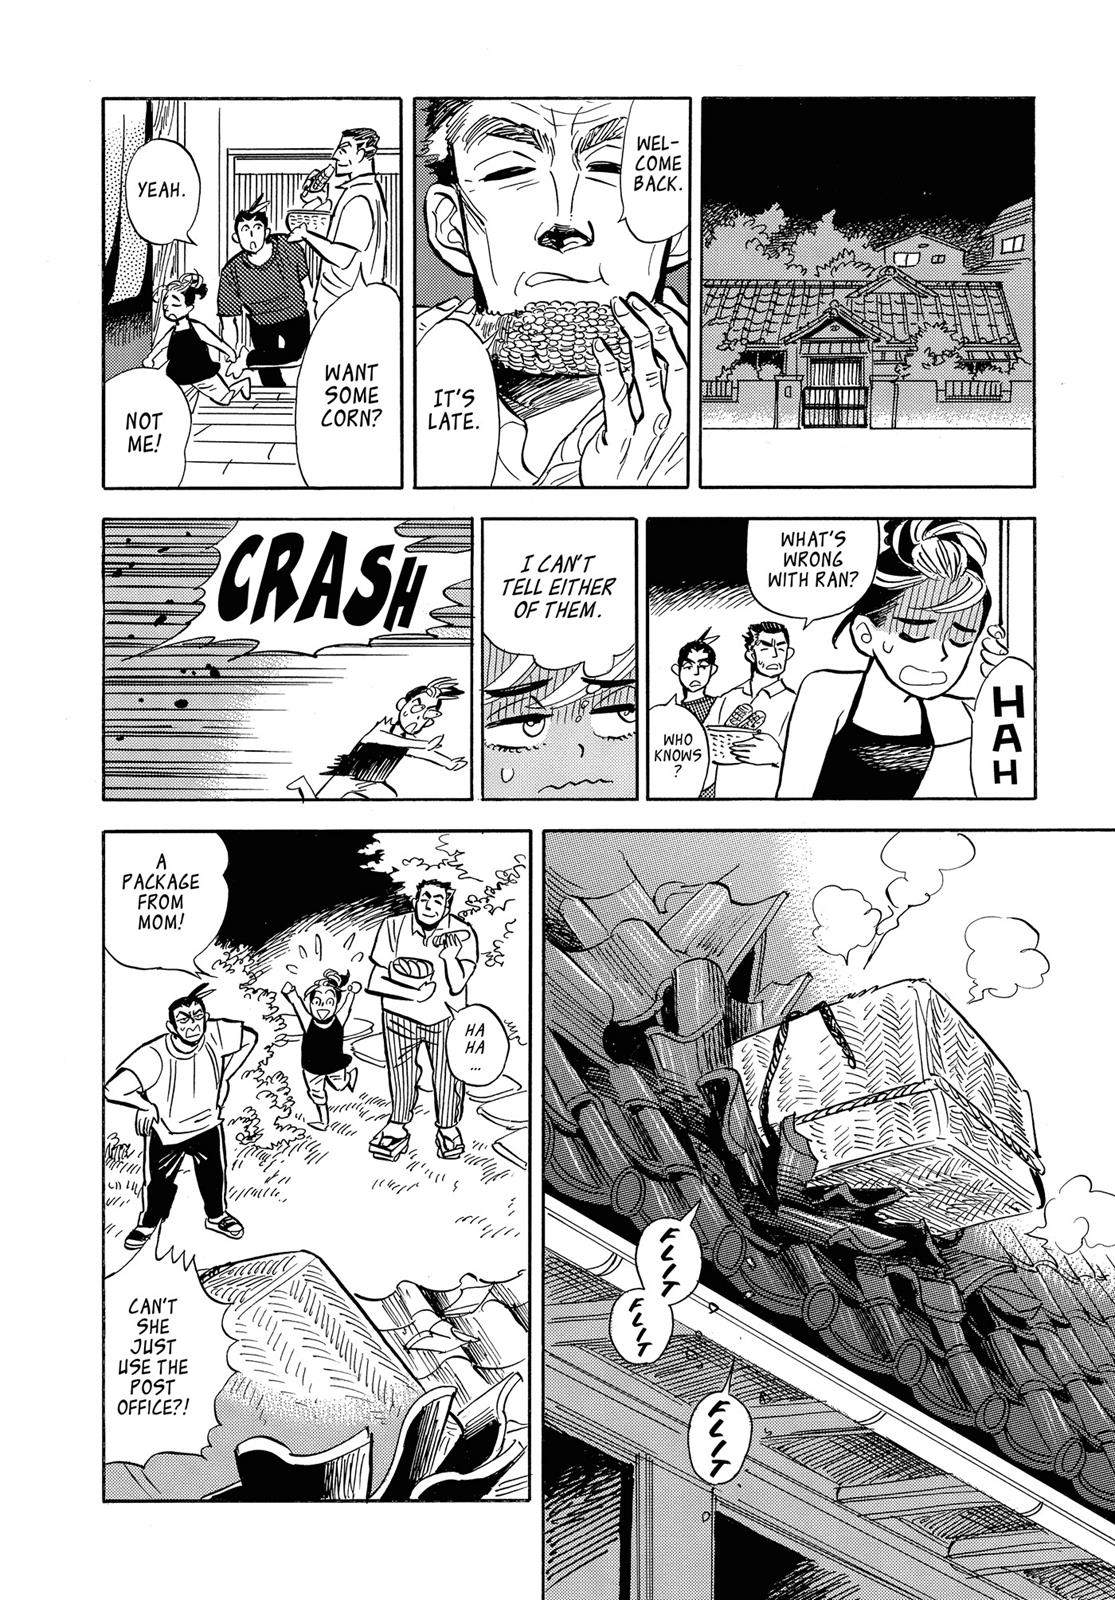 WEL-
COME
BACK.
IT'S
LATE.
YEAH.
WANT
SOME
CORN?
NOT
ME!
WHAT'S
WRONG
WITH RAN?
WHO
KNOWS
?
HAH
I CAN'T
TELL EITHER
OF THEM.
CRASH
FLIT
FLIT
FLIT
A
PACKAGE
FROM
MOM!
HA
HA
...
CAN'T
SHE
JUST
USE THE
POST
OFFICE?!